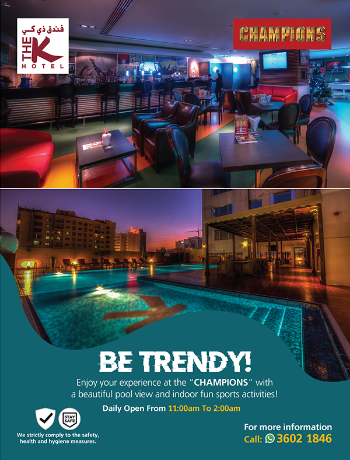 فندق ذي كي
THE K
HOTEL
CHAMPIONS
BE TRENDY!
Enjoy your experience at the "CHAMPIONS" with
a beautiful pool view and indoor fun sports activities!
Daily Open From 11:00am To 2:00am
STAY SAFE
We strictly comply to the safety,
health and hygiene measures.
For more information
Call: 3602 1846